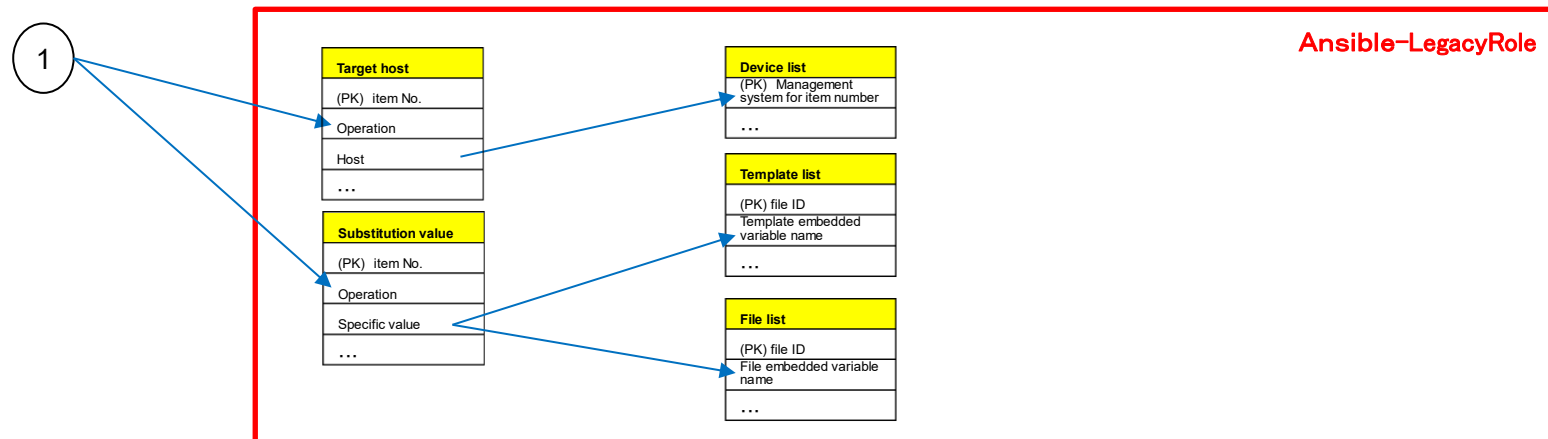 1
Ansible-LegacyRole
Target host
(PK) item No.
Operation
Host
...
Substitution value
(PK) item No.
Operation
Specific value
...
Device list
(PK) Management
system for item number
...
Template list
(PK) file ID
Template embedded
variable name
...
File list
(PK) file ID
File embedded variable
name
...